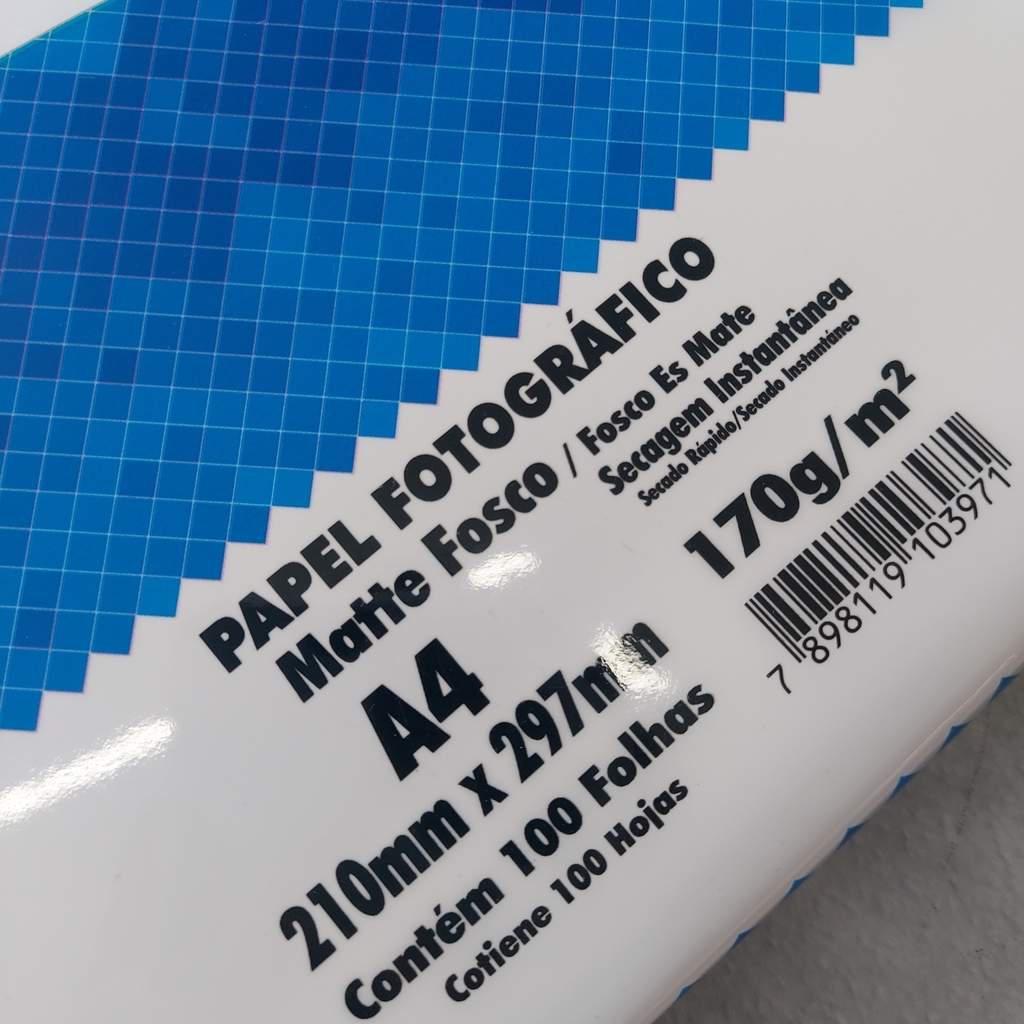 PAPEL FOTOGRÁFICO
Matte Fosco / Fosco Es Mate
Secagem Instantânea
Secado Rápido/Secado Instantáneo
170g/m²
A4
210mm x 297mm
Contém 100 Folhas
Cotiene 100 Hojas
7 898119 103971